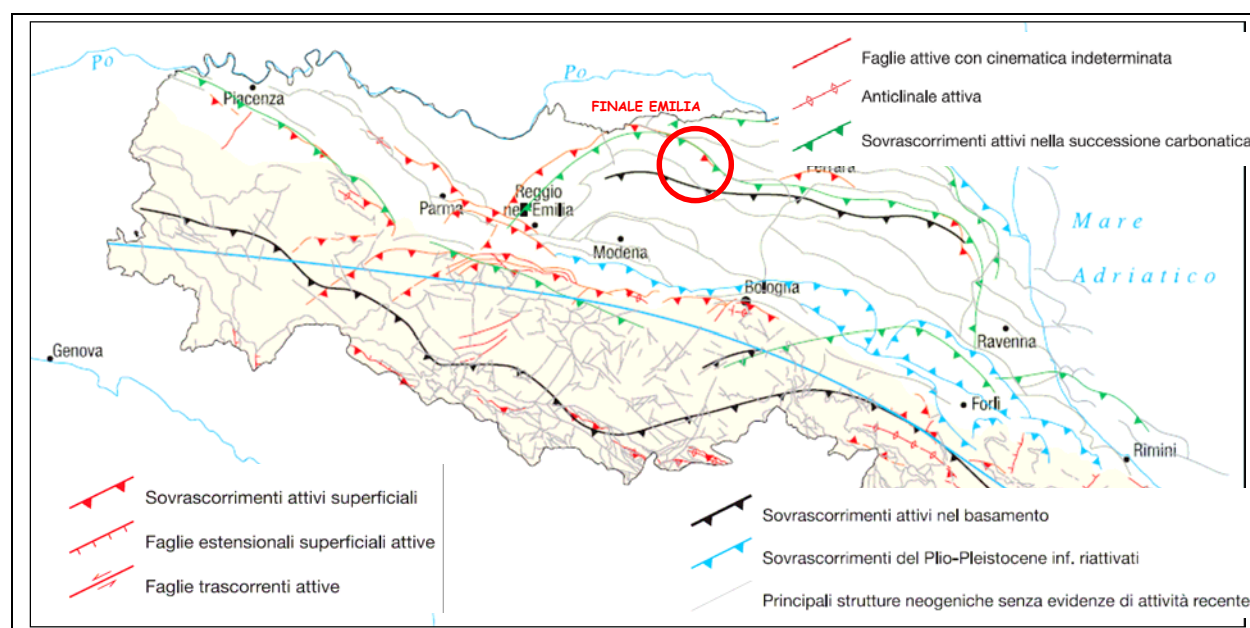 Po
Po
Piacenza
FINALE EMILIA
Faglie attive con cinematica indeterminata
Anticlinale attiva
Sovrascorrimenti attivi nella successione carbonatica
Ferrara
Parma
Reggio
nell'Emilia
Modena
Mare
Adriatico
Bologna
Ravenna
Genova
Forlì
Rimini
Sovrascorrimenti attivi superficiali
Faglie estensionali superficiali attive
Faglie trascorrenti attive
Sovrascorrimenti attivi nel basamento
Sovrascorrimenti del Plio-Pleistocene inf. riattivati
Principali strutture neogeniche senza evidenze di attività recente